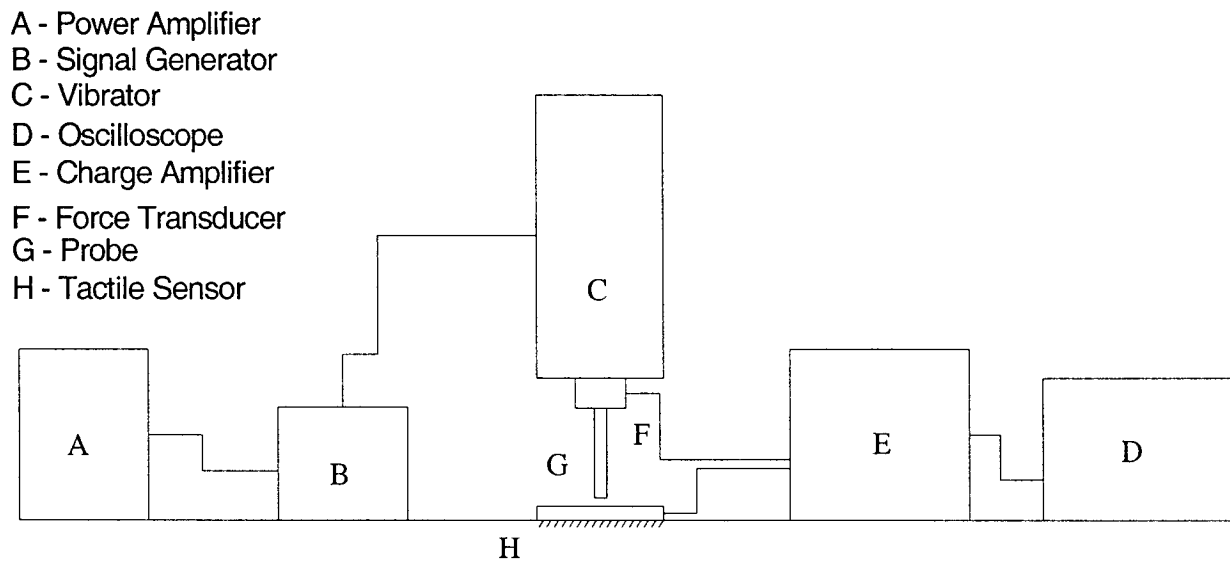 A - Power Amplifier
B - Signal Generator
C - Vibrator
D - Oscilloscope
E - Charge Amplifier
F - Force Transducer
G - Probe
H - Tactile Sensor
C
A
B
G
F
E
D
H